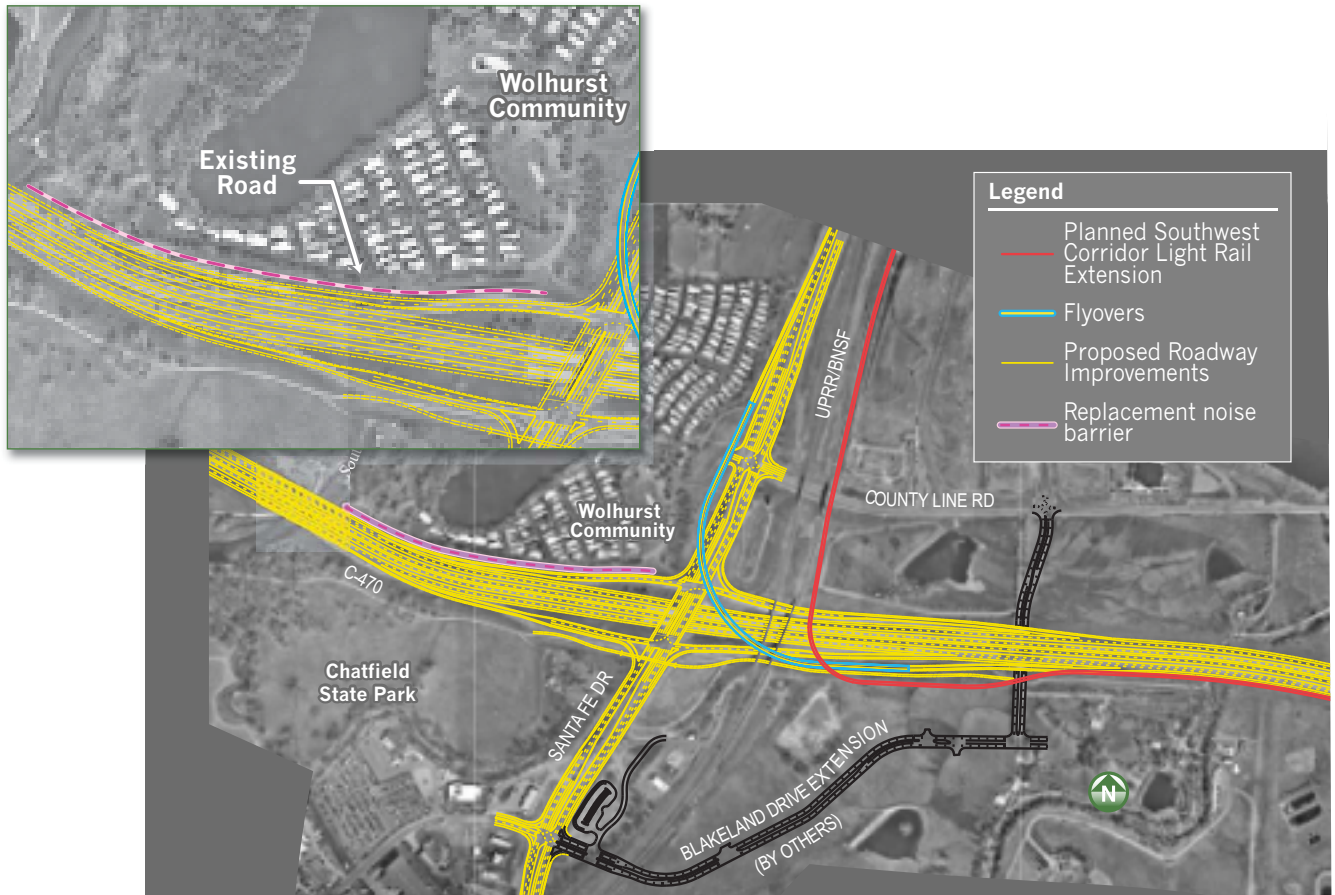 Wolhurst
Community
Existing
Road
Legend
Planned Southwest
Corridor Light Rail
Extension
Flyovers
Proposed Roadway
Improvements
Replacement noise
barrier
UPRR/BNSF
COUNTY LINE RD
Wolhurst
Community
C-470
Chatfield
State Park
SANTA FE DR
BLAKELAND DRIVE EXTENSION
(BY OTHERS)
N